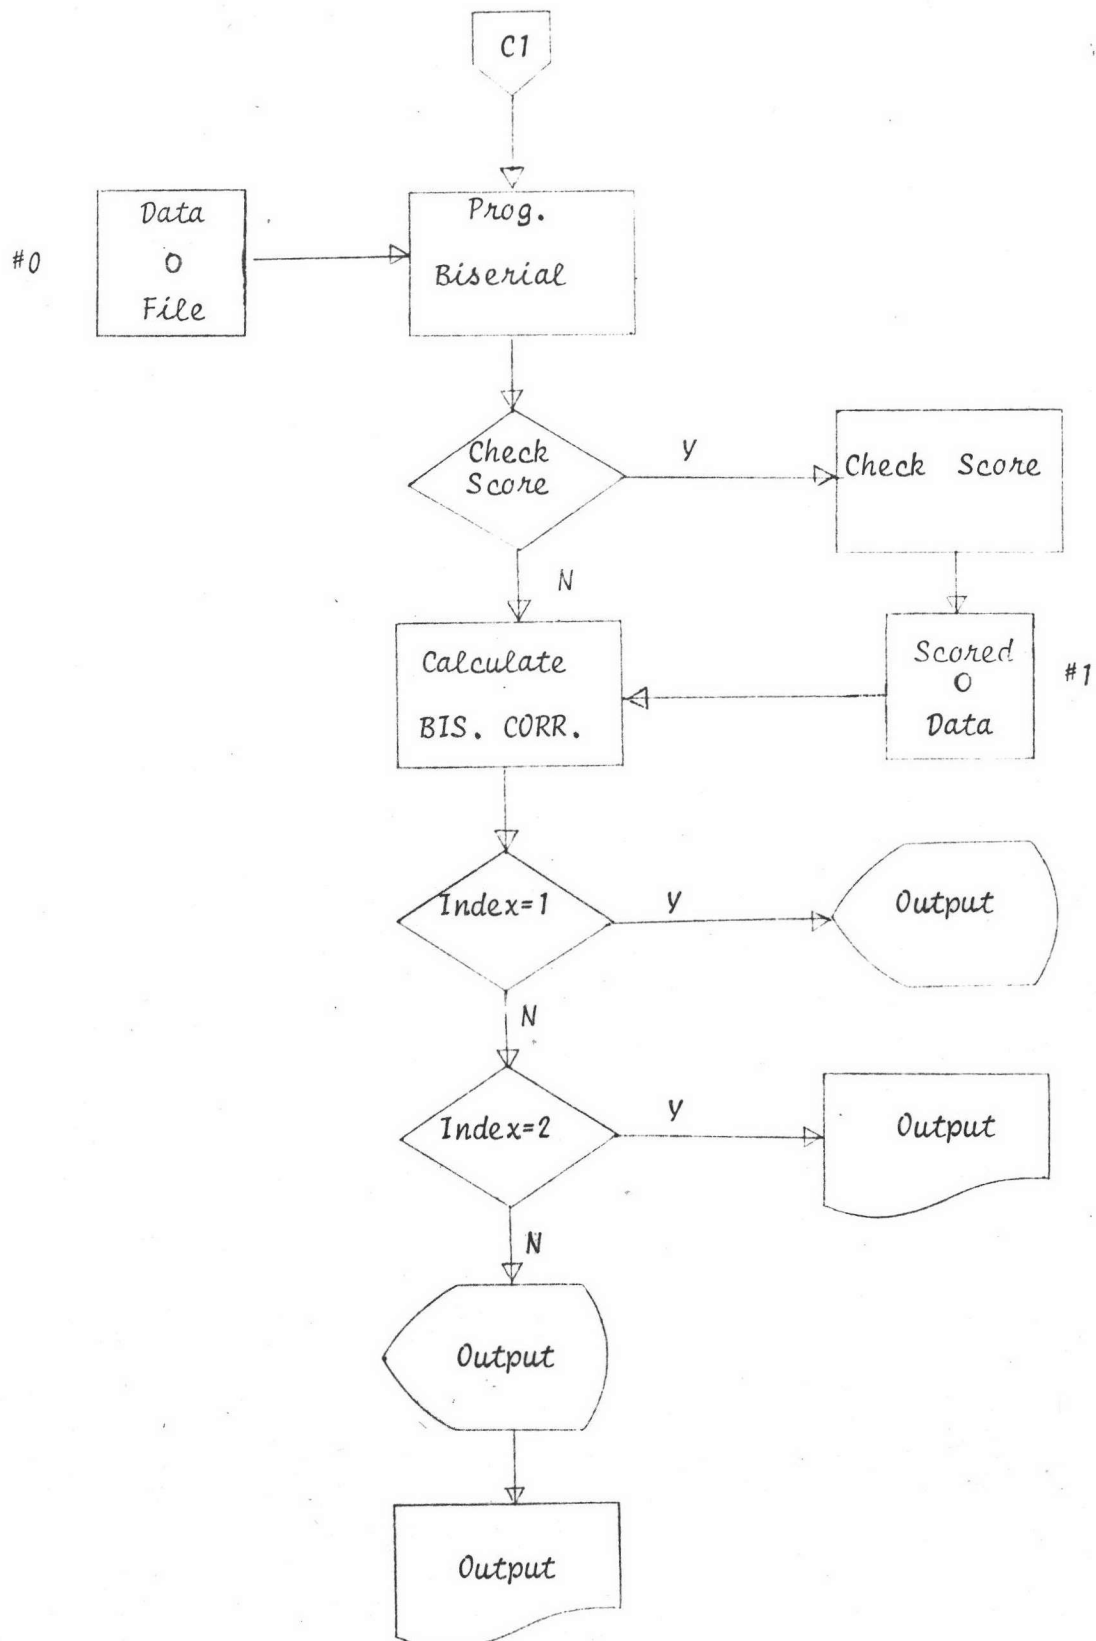 C1
#0
Data
O
File
Prog.
Biserial
Check
Score
Y
Check Score
N
Calculate
BIS. CORR.
Scored
O
Data
#1
Index=1
Y
Output
N
Index=2
Y
Output
N
Output
Output